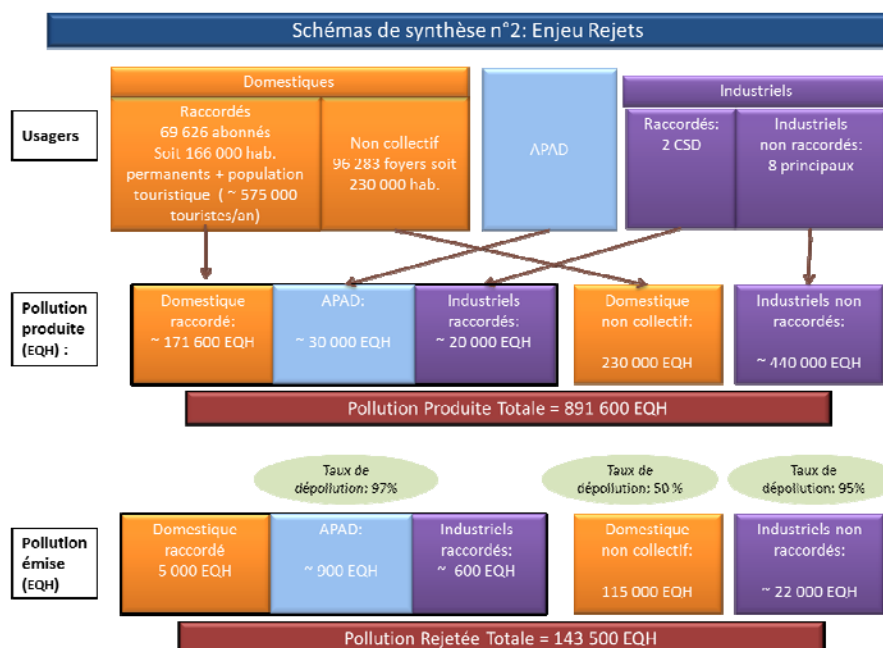 Schémas de synthèse n°2: Enjeu Rejets
Usagers
Domestiques
Raccordés
69 626 abonnés
Soit 166 000 hab.
permanents + population
touristique ( ~ 575 000
touristes/an)
Non collectif
96 283 foyers soit
230 000 hab.
APAD
Industriels
Raccordés:
2 CSD
Industriels
non raccordés:
8 principaux
Pollution
produite
(EQH) :
Domestique
raccordé:
~ 171 600 EQH
APAD:
~ 30 000 EQH
Industriels
raccordés:
~ 20 000 EQH
Domestique
non collectif:
230 000 EQH
Industriels non
raccordés:
~ 440 000 EQH
Pollution Produite Totale = 891 600 EQH
Taux de
dépollution: 97%
Taux de
dépollution: 50 %
Taux de
dépollution: 95%
Pollution
émise
(EQH)
Domestique
raccordé
5 000 EQH
APAD:
~ 900 EQH
Industriels
raccordés:
~ 600 EQH
Domestique
non collectif:
115 000 EQH
Industriels non
raccordés:
~ 22 000 EQH
Pollution Rejetée Totale = 143 500 EQH